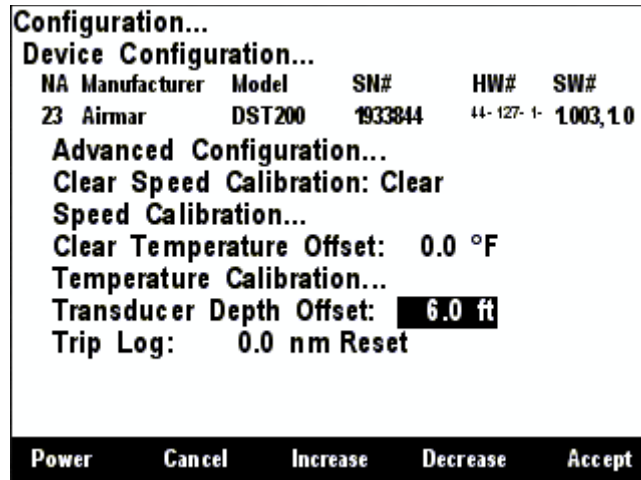 Configuration...
Device Configuration...
NA Manufacturer Model SN# HW# SW#
23 Airmar DST200 1933844 44-127-1- 1.003,1.0
Advanced Configuration...
Clear Speed Calibration: Clear
Speed Calibration...
Clear Temperature Offset: 0.0 °F
Temperature Calibration...
Transducer Depth Offset: 6.0 ft
Trip Log: 0.0 nm Reset
Power Cancel Increase Decrease Accept